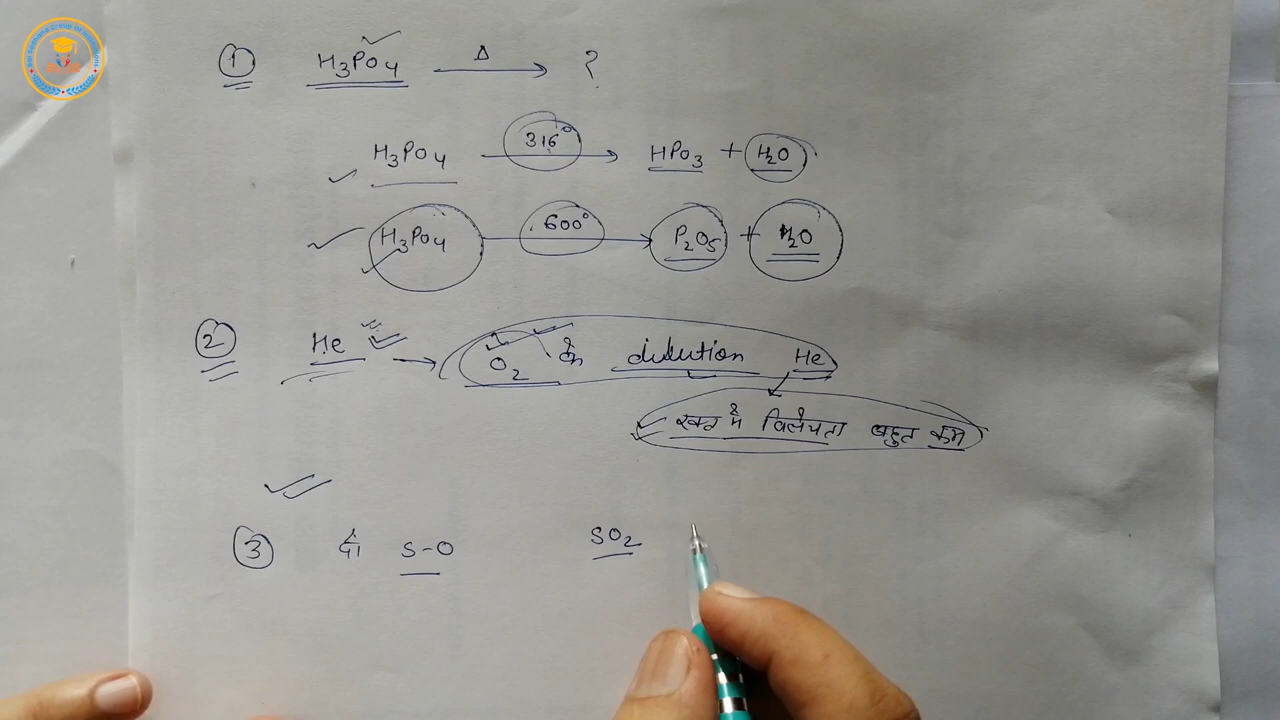 ① H₃PO₄ —Δ→ ?
H₃PO₄ —316°→ HPO₃ + H₂O
H₃PO₄ —600°→ P₂O₅ + H₂O
② He → O₂ के dilution He
रक्त में विलेयता बहुत कम
③ दो S-O SO₂